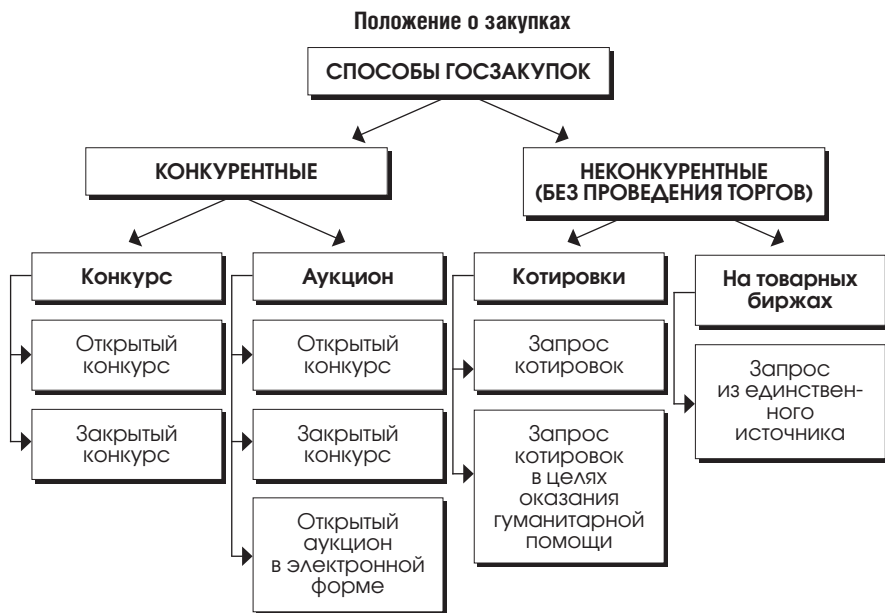 Положение о закупках
СПОСОБЫ ГОСЗАКУПОК
КОНКУРЕНТНЫЕ
НЕКОНКУРЕНТНЫЕ
(БЕЗ ПРОВЕДЕНИЯ ТОРГОВ)
Конкурс
Открытый
конкурс
Закрытый
конкурс
Аукцион
Открытый
конкурс
Закрытый
конкурс
Открытый
аукцион
в электронной
форме
Котировки
Запрос
котировок
Запрос
котировок
в целях
оказания
гуманитарной
помощи
На товарных
биржах
Запрос
из единствен-
ного
источника